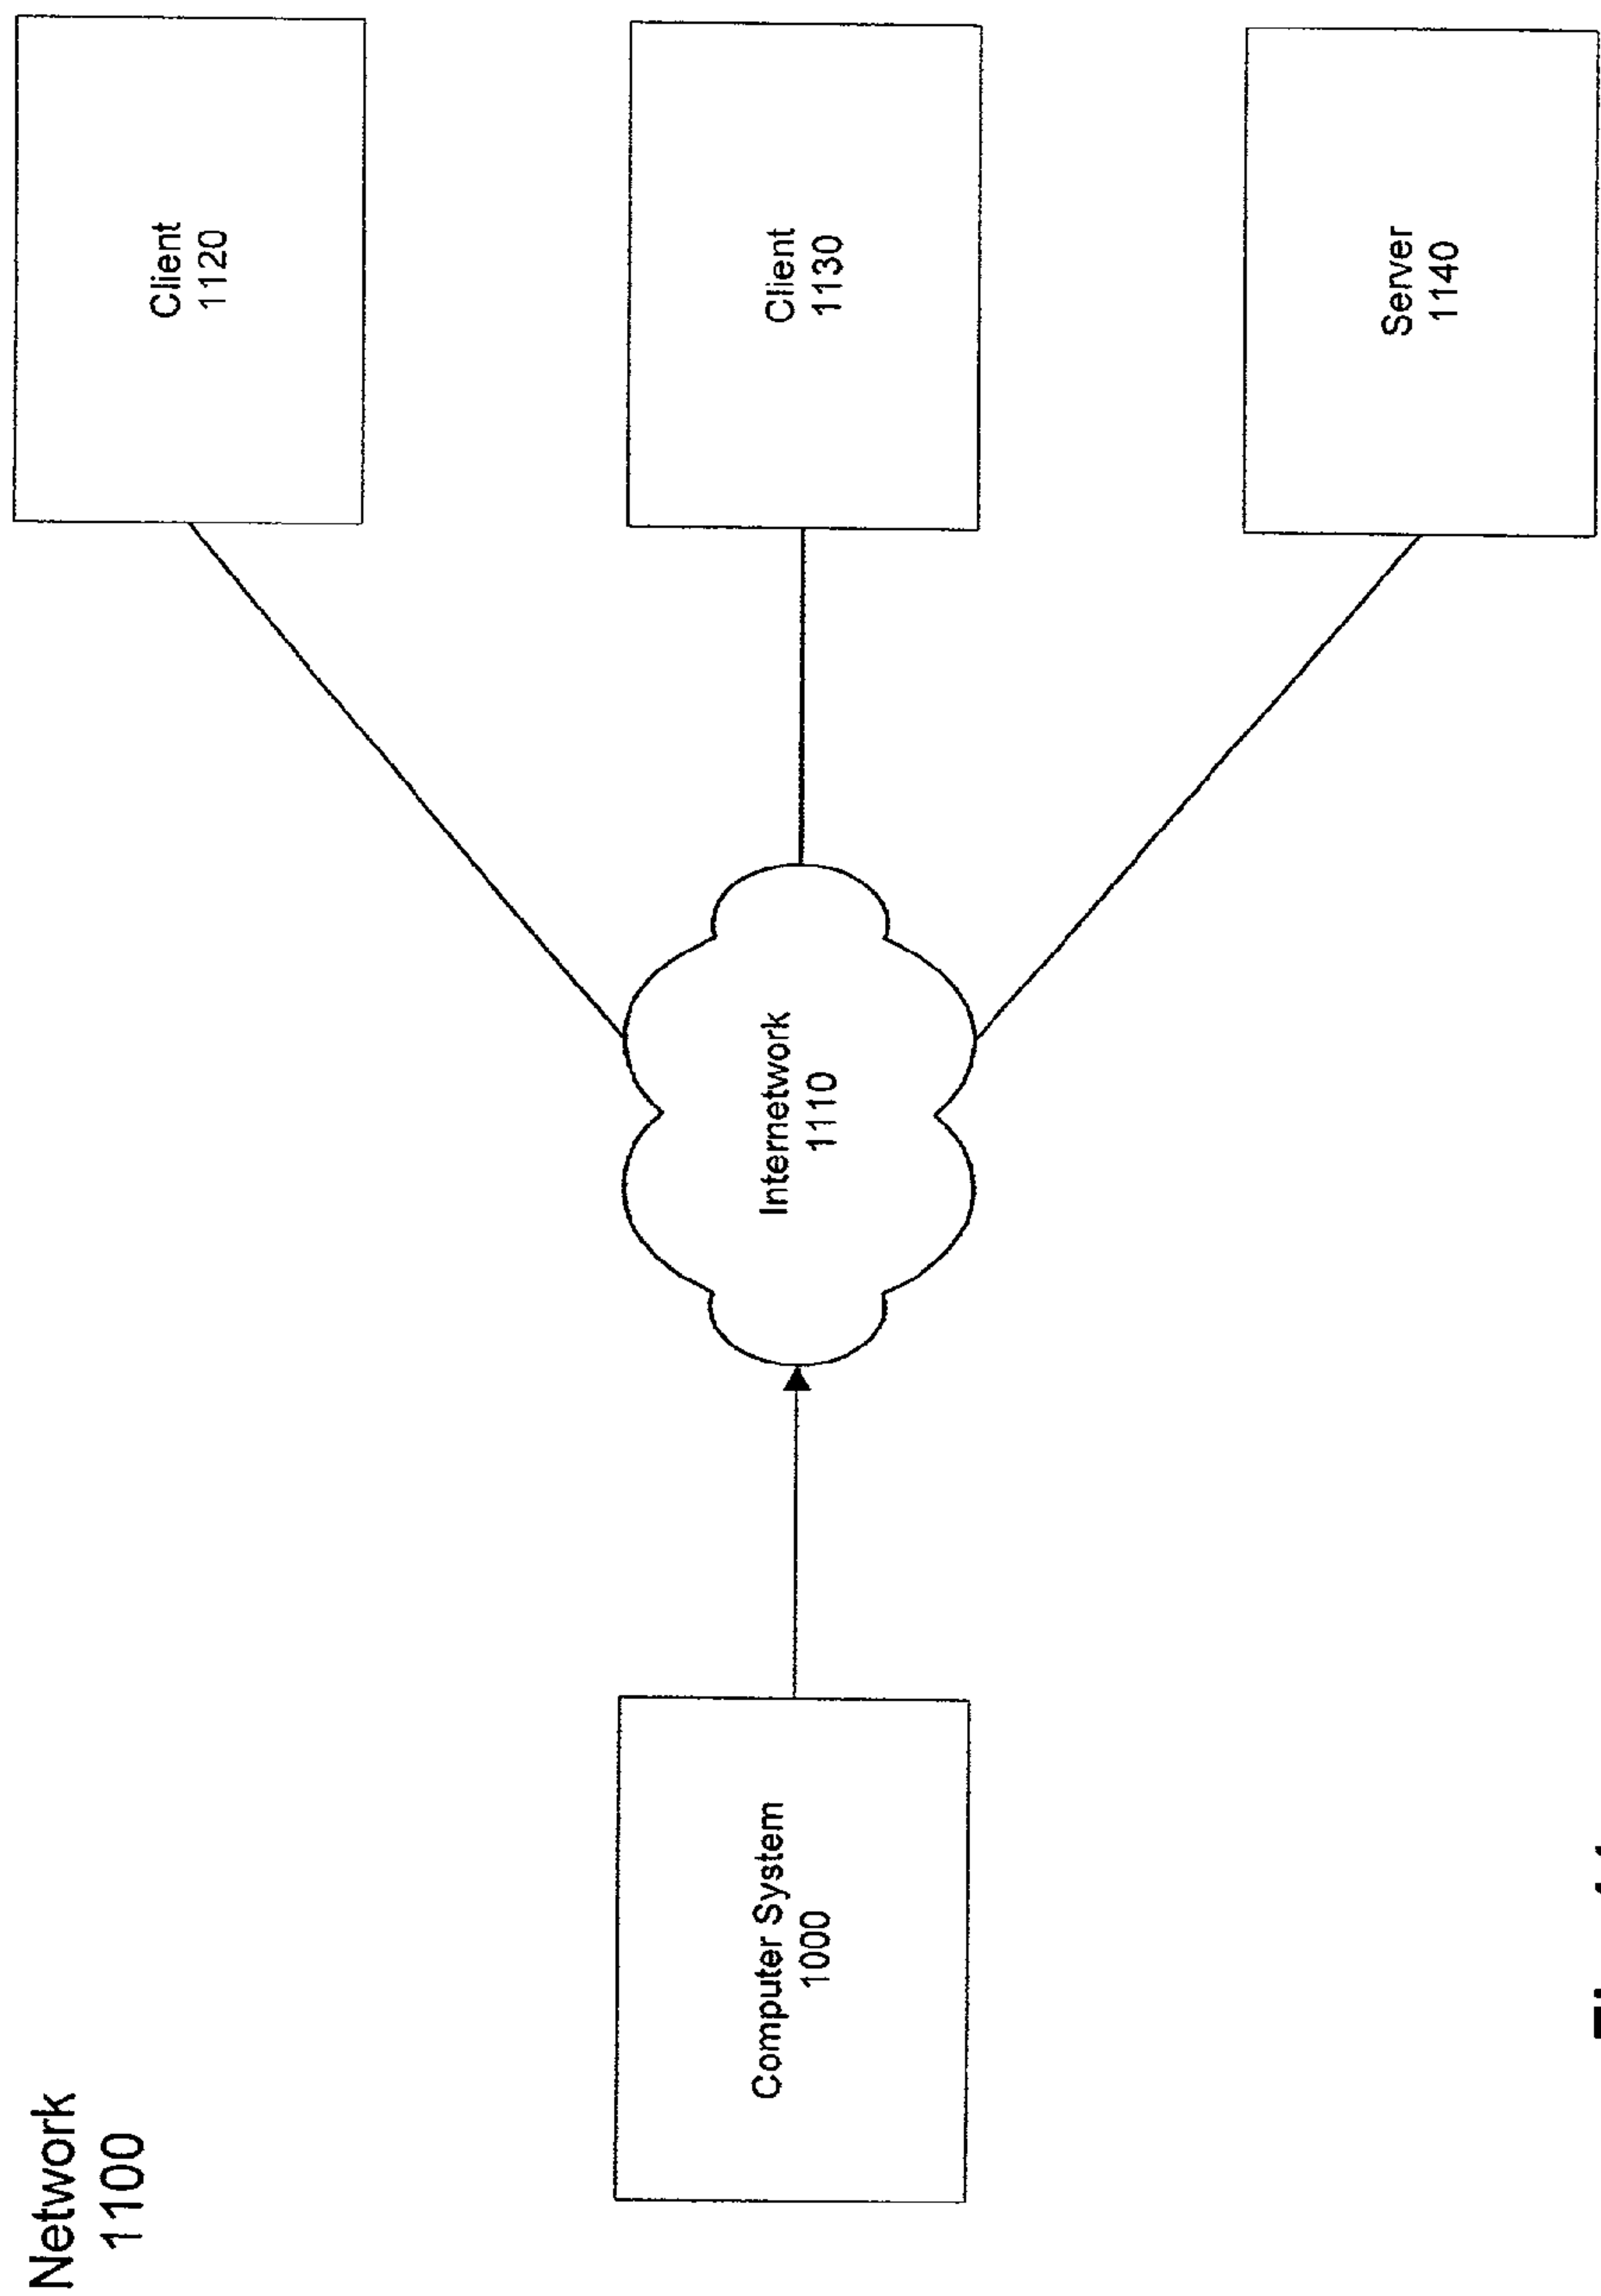 Network
1100
Computer System
1000
Internetwork
1110
Client
1120
Client
1130
Server
1140